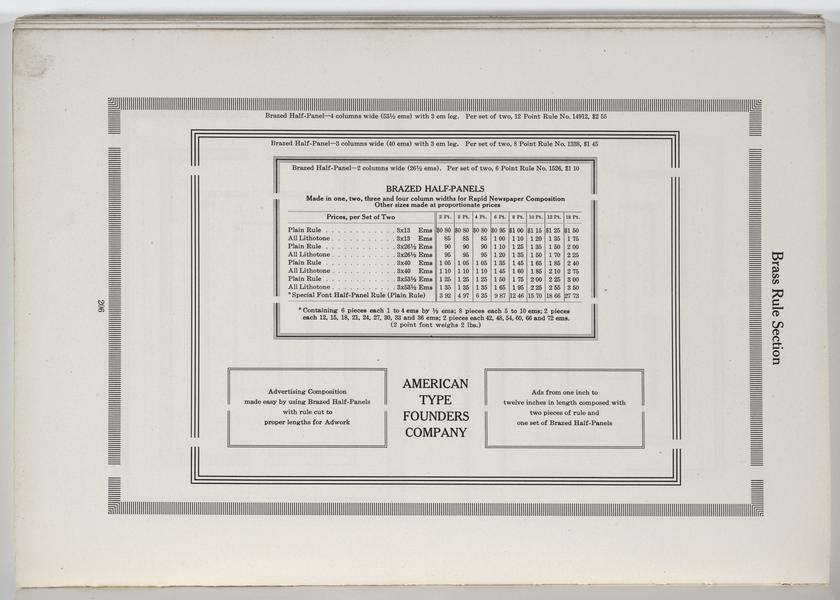 Brazed Half-Panel—4 columns wide (53½ ems) with 3 em leg. Per set of two, 12 Point Rule No. 14912, $2 55
Brazed Half-Panel—3 columns wide (40 ems) with 3 em leg. Per set of two, 8 Point Rule No. 1338, $1 45
Brazed Half-Panel—2 columns wide (26½ ems). Per set of two, 6 Point Rule No. 1526, $1 10
BRAZED HALF-PANELS
Made in one, two, three and four column widths for Rapid Newspaper Composition
Other sizes made at proportionate prices
Prices, per Set of Two 2 Pt. 3 Pt. 4 Pt. 6 Pt. 8 Pt. 10 Pt. 12 Pt. 18 Pt.
Plain Rule . . . . . . . . . . . 3x13 Ems $0 80 $0 80 $0 80 $0 95 $1 00 $1 15 $1 25 $1 50
All Lithotone . . . . . . . . . . 3x13 Ems 85 85 85 1 00 1 10 1 20 1 35 1 75
Plain Rule . . . . . . . . . . . 3x26½ Ems 90 90 90 1 10 1 25 1 35 1 50 2 00
All Lithotone . . . . . . . . . . 3x26½ Ems 95 95 95 1 20 1 35 1 50 1 70 2 25
Plain Rule . . . . . . . . . . . 3x40 Ems 1 05 1 05 1 05 1 35 1 45 1 65 1 85 2 40
All Lithotone . . . . . . . . . . 3x40 Ems 1 10 1 10 1 10 1 45 1 60 1 85 2 10 2 75
Plain Rule . . . . . . . . . . . 3x53½ Ems 1 25 1 25 1 25 1 50 1 75 2 00 2 25 3 00
All Lithotone . . . . . . . . . . 3x53½ Ems 1 35 1 35 1 35 1 65 1 95 2 25 2 55 3 50
*Special Font Half-Panel Rule (Plain Rule) 3 92 4 97 6 35 9 87 12 46 15 70 18 66 27 73
*Containing 6 pieces each 1 to 4 ems by ½ ems; 8 pieces each 5 to 10 ems; 2 pieces
each 12, 15, 18, 21, 24, 27, 30, 33 and 36 ems; 2 pieces each 42, 48, 54, 60, 66 and 72 ems.
(2 point font weighs 2 lbs.)
Advertising Composition
made easy by using Brazed Half-Panels
with rule cut to
proper lengths for Adwork
AMERICAN
TYPE
FOUNDERS
COMPANY
Ads from one inch to
twelve inches in length composed with
two pieces of rule and
one set of Brazed Half-Panels
Brass Rule Section
206